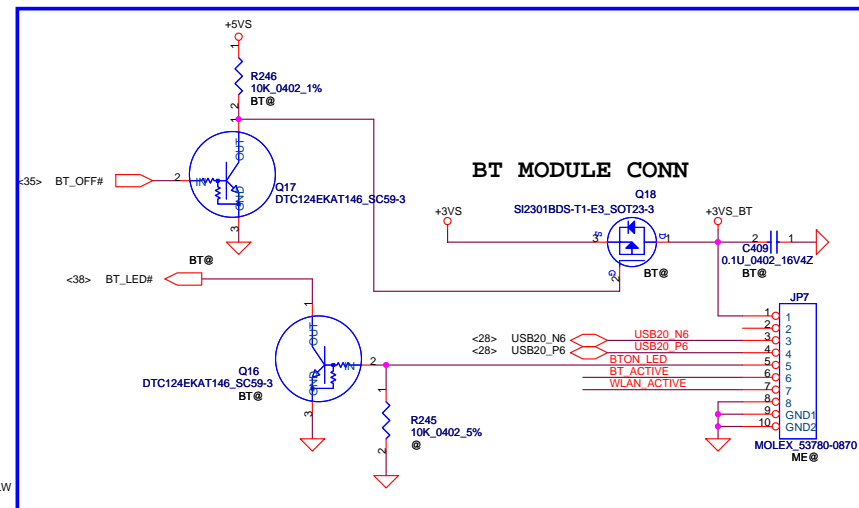 +5VS
1
R246
10K_0402_1%
BT@
2
1
OUT
<35> BT_OFF# 2 IN
Q17
DTC124EKAT146_SC59-3
GND
3
BT MODULE CONN
Q18
SI2301BDS-T1-E3_SOT23-3
+3VS
3 S D 1
G
2
BT@
+3VS_BT
2 1
C409
0.1U_0402_16V4Z
BT@
BT@
<38> BT_LED#
1
OUT
Q16
DTC124EKAT146_SC59-3
BT@
IN 2
GND
3
1
R245
10K_0402_5%
@
2
JP7
1 1
2 2
<28> USB20_N6 USB20_N6 3 3
<28> USB20_P6 USB20_P6 4 4
BTON_LED 5 5
BT_ACTIVE 6 6
WLAN_ACTIVE 7 7
8 8
9 GND1
10 GND2
MOLEX_53780-0870
ME@
W